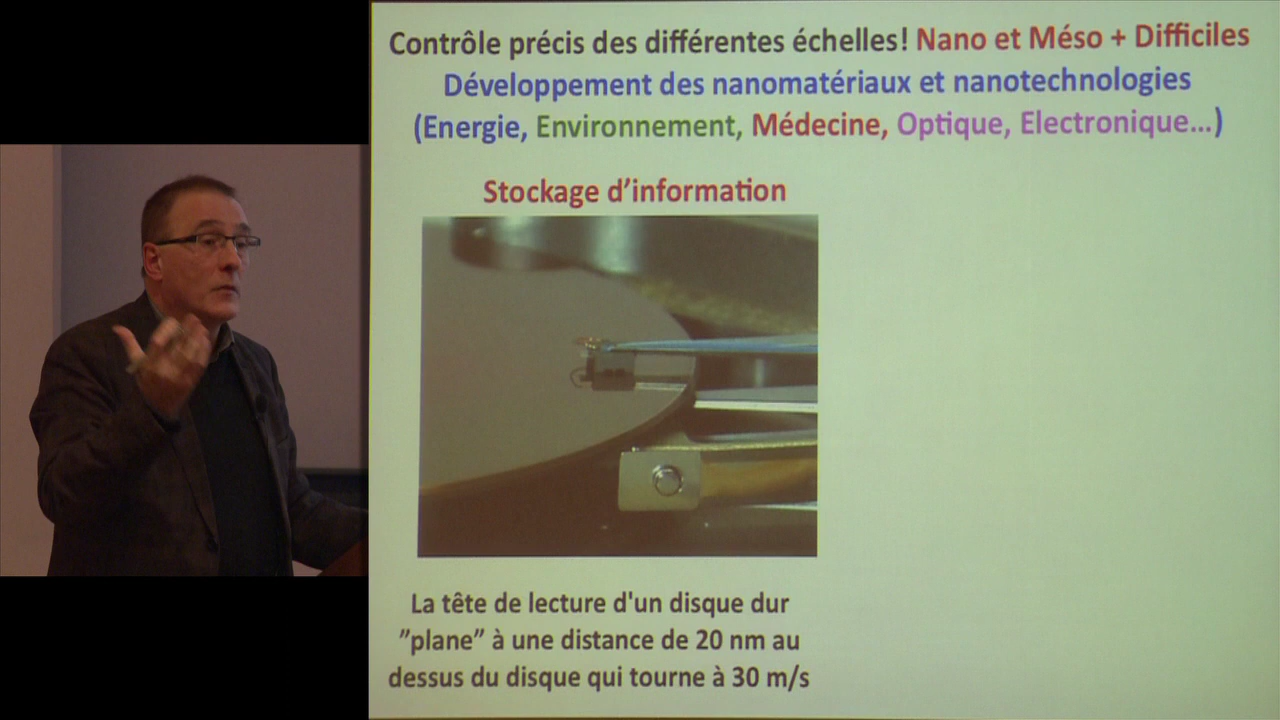 Contrôle précis des différentes échelles! Nano et Méso + Difficiles
Développement des nanomatériaux et nanotechnologies
(Energie, Environnement, Médecine, Optique, Electronique...)
Stockage d’information
La tête de lecture d'un disque dur
”plane” à une distance de 20 nm au
dessus du disque qui tourne à 30 m/s